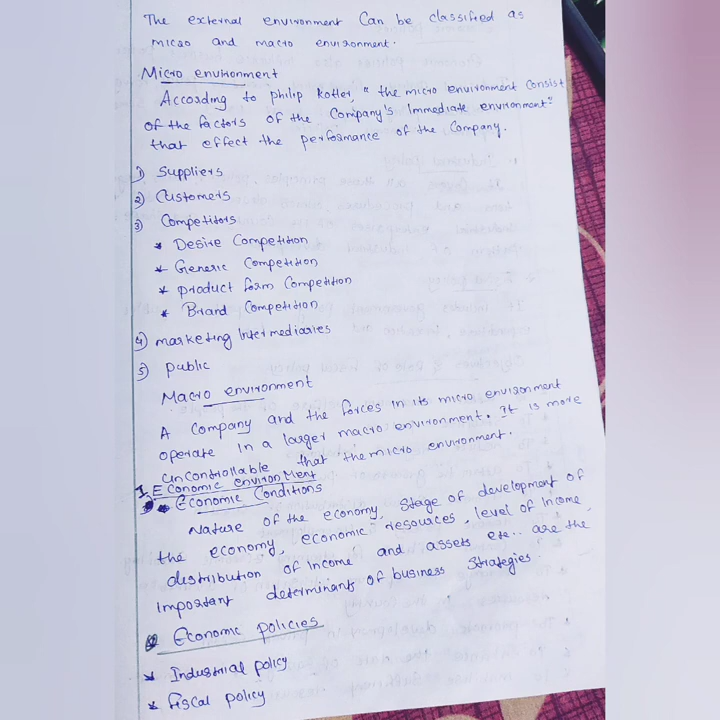 The external environment Can be classified as
micro and macro environment.
Micro environment
According to philip Kotler, " the micro environment Consist
of the factors of the Company's immediate environment"
that effect the performance of the Company.
1) Suppliers
2) Customers
3) Competitors
* Desire Competition
* Generic Competition
* product form Competition
* Brand Competition
4) marketing Intermediaries
5) public
Macro environment
A Company and the forces in its micro environment
operate in a larger macro environment. It is more
uncontrollable that the micro environment.
I. Economic environment
* Economic Conditions
Nature of the economy, Stage of development of
the economy, economic resources, level of Income,
distribution of Income and assets etc.. are the
Important determinants of business Strategies.
Economic policies
* Industrial policy
* fiscal policy